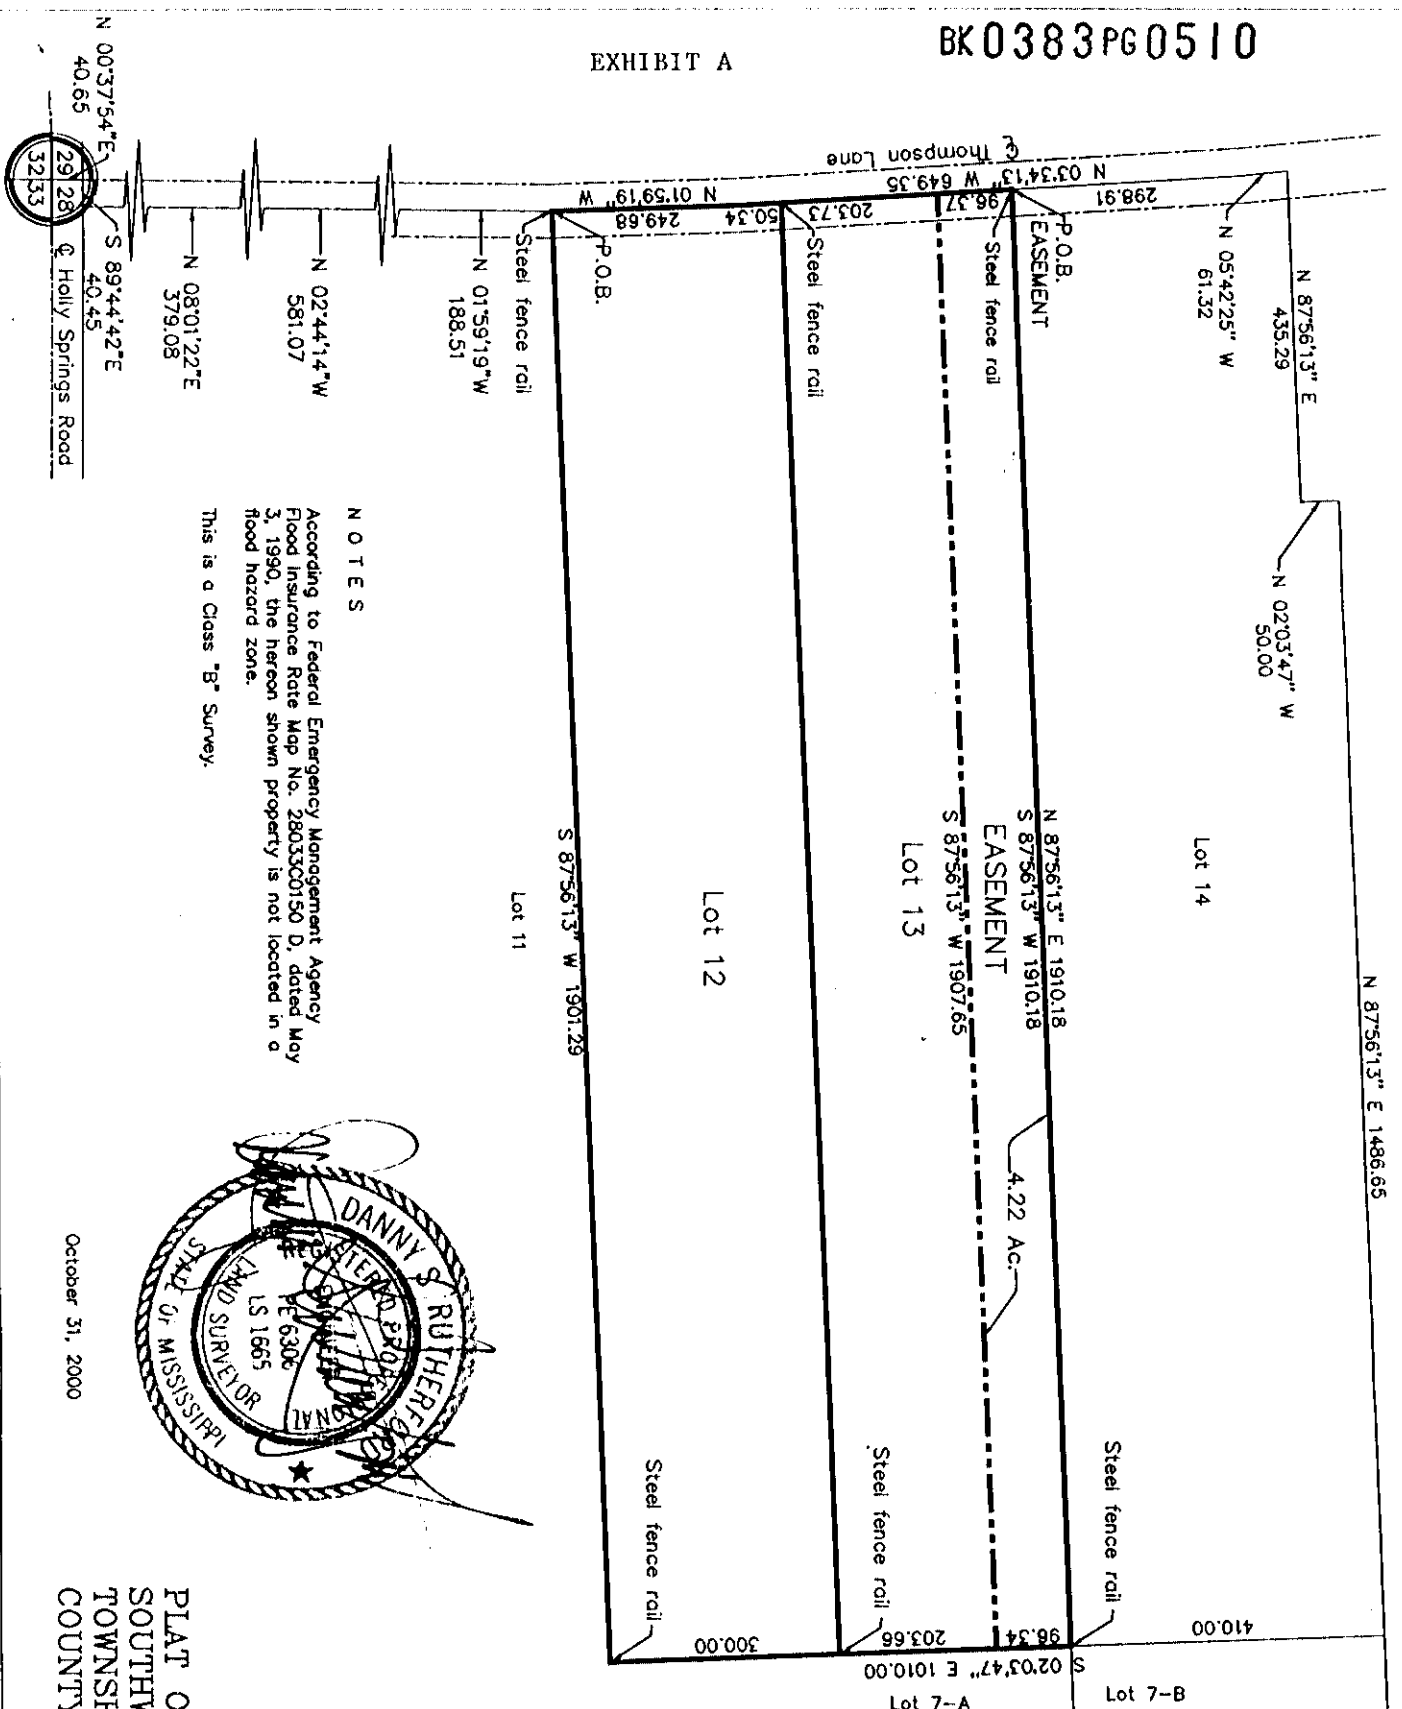 BK0383PG0510
EXHIBIT A
N 00°37'54"E
40.65
29 28
32 33
S 89°44'42"E
40.45
℄ Holly Springs Road
N 08°01'22"E
379.08
N 02°44'14"W
581.07
N 01°59'19"W
188.51
℄ Thompson Lane
N 03°34'13" W 649.35
N 01°59'19" W
298.91
96.37
203.73
50.34
249.68
P.O.B.
Steel fence rail
Steel fence rail
P.O.B.
EASEMENT
Steel fence rail
N 05°42'25" W
61.32
N 87°56'13" E
435.29
N 02°03'47" W
50.00
N 87°56'13" E 1486.65
Lot 14
N 87°56'13" E 1910.18
S 87°56'13" W 1910.18
EASEMENT
S 87°56'13" W 1907.65
Lot 13
4.22 Ac.
Lot 12
S 87°56'13" W 1901.29
Lot 11
Steel fence rail
Steel fence rail
Steel fence rail
410.00
203.66
300.00
S 02°03'47" E 1010.00
Lot 7-A
Lot 7-B
NOTES
According to Federal Emergency Management Agency
Flood Insurance Rate Map No. 28033C0150 D, dated May
3, 1990, the hereon shown property is not located in a
flood hazard zone.
This is a Class "B" Survey.
DANNY S RUTHERFORD
LAND SURVEYOR
LS 1665
STATE OF MISSISSIPPI
October 31, 2000
PLAT O
SOUTHW
TOWNSH
COUNTY